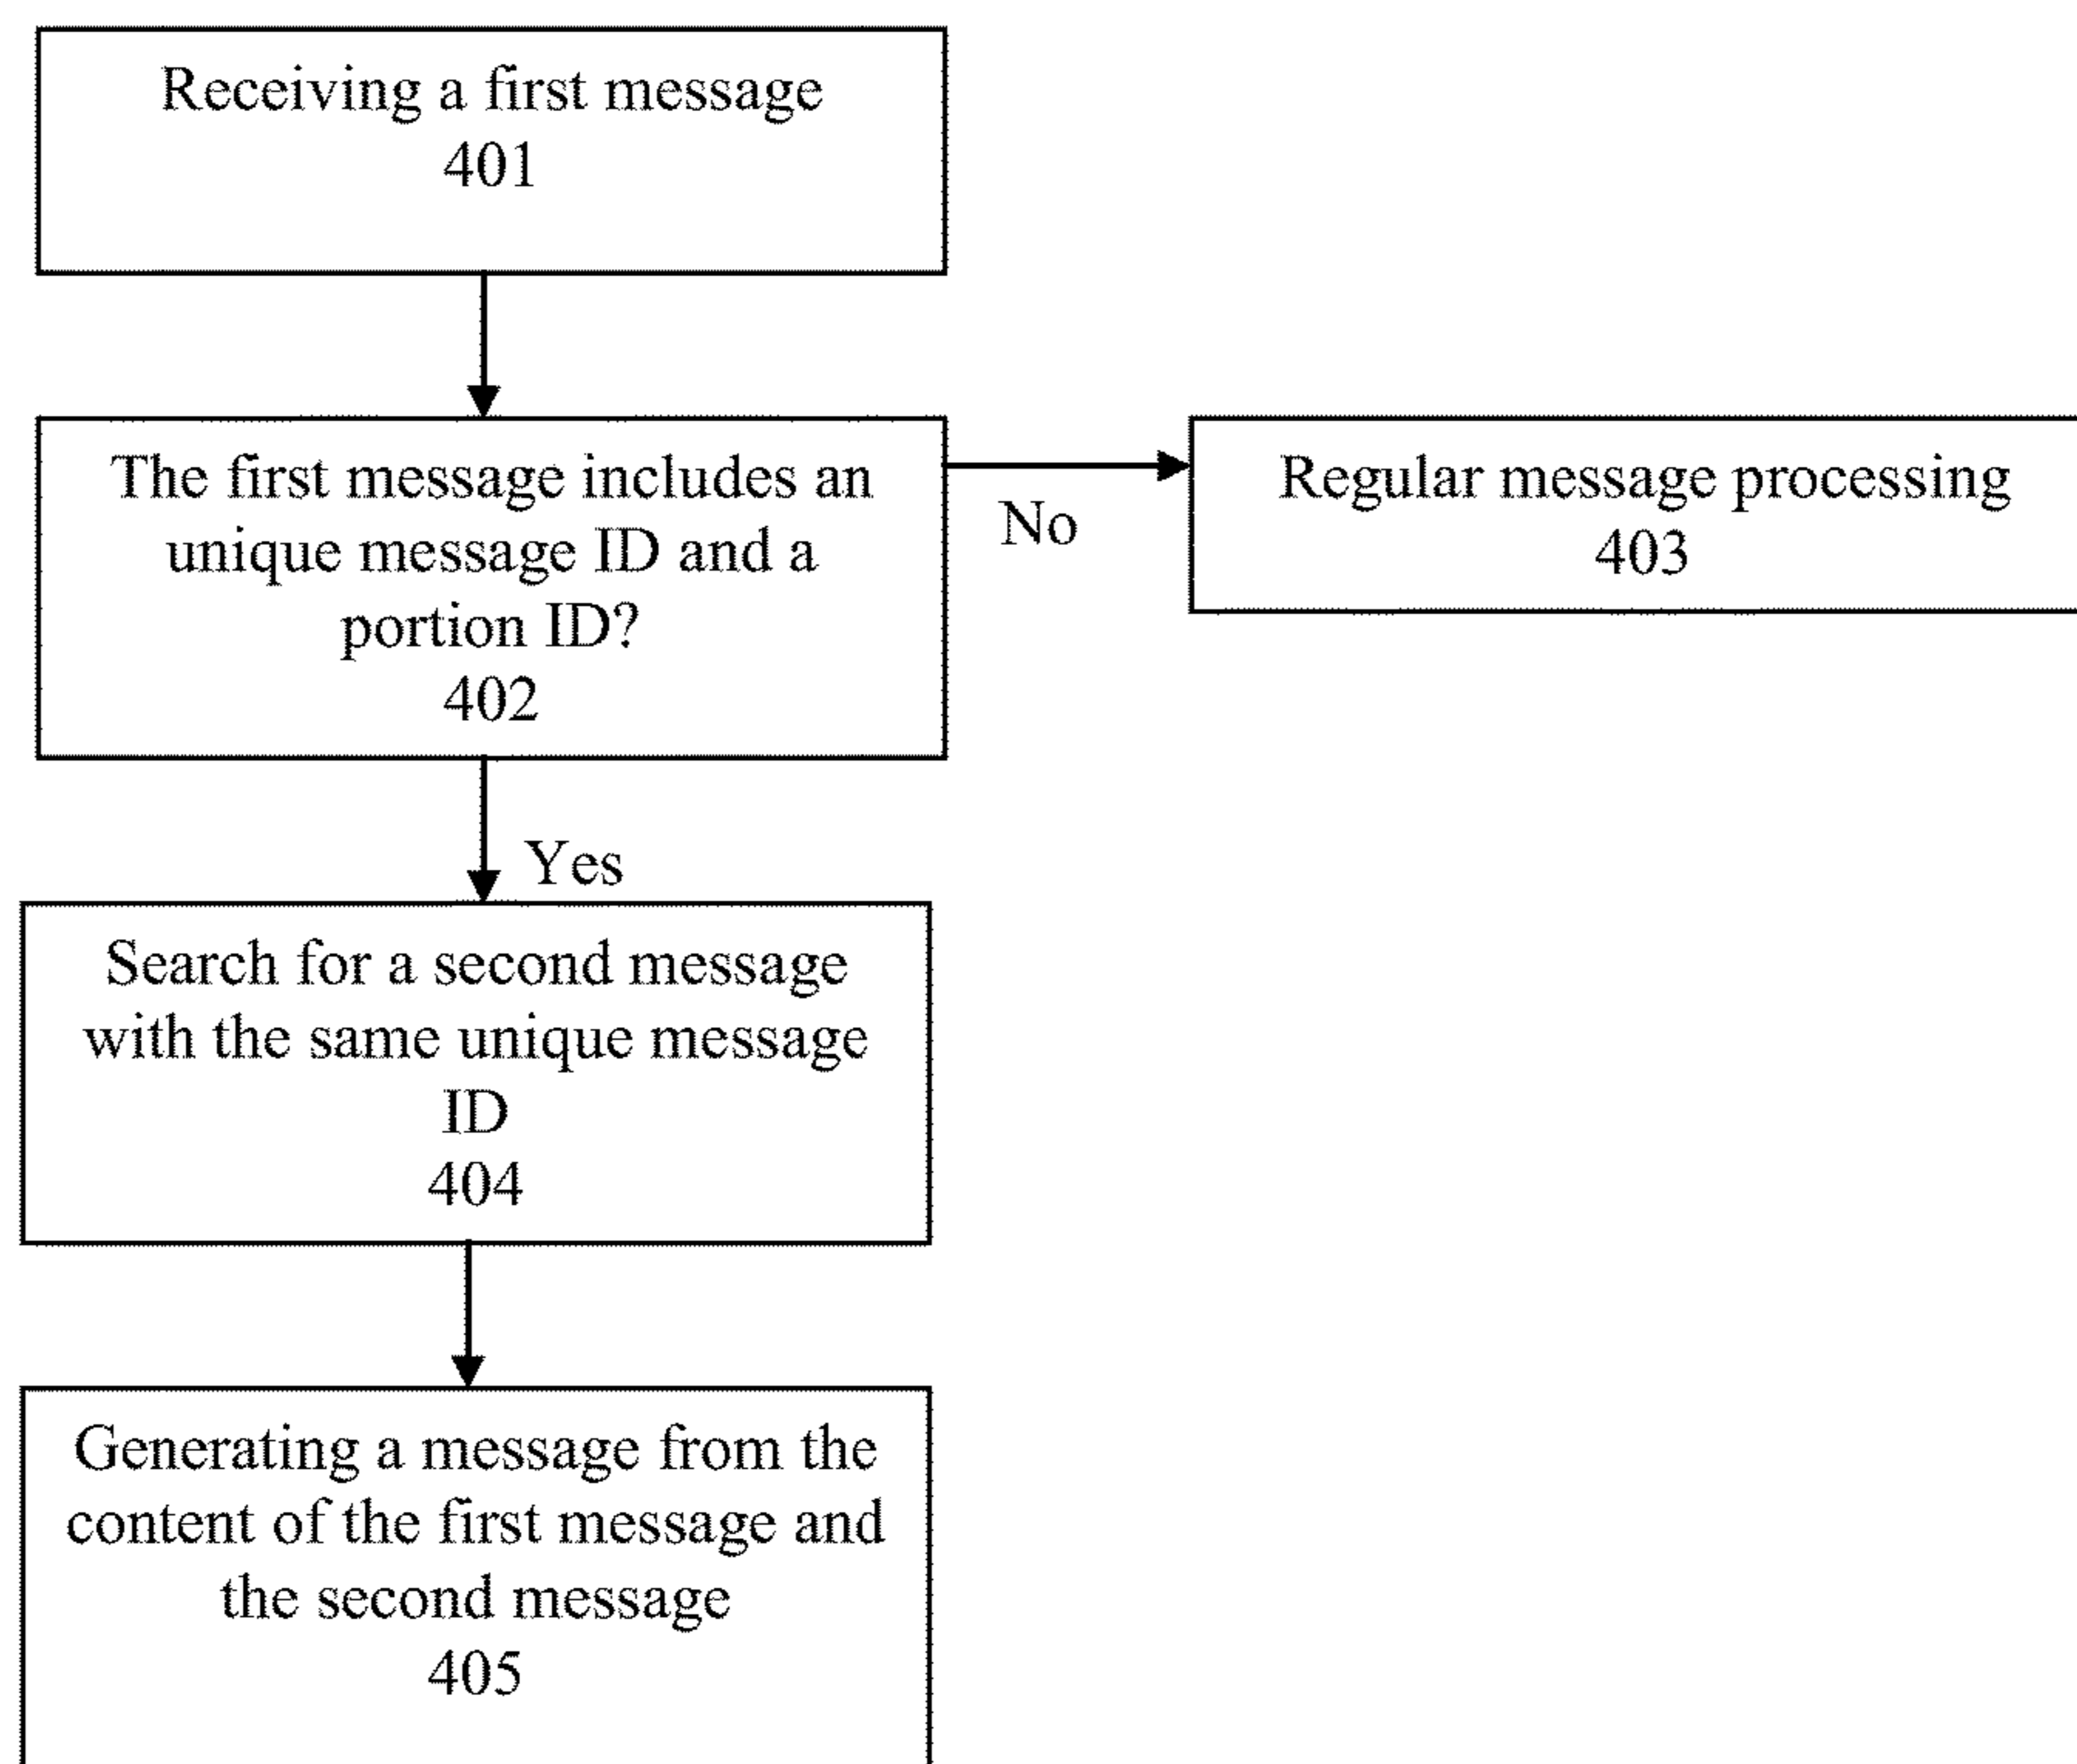 Receiving a first message
401
The first message includes an
unique message ID and a
portion ID?
402
No
Regular message processing
403
Yes
Search for a second message
with the same unique message
ID
404
Generating a message from the
content of the first message and
the second message
405